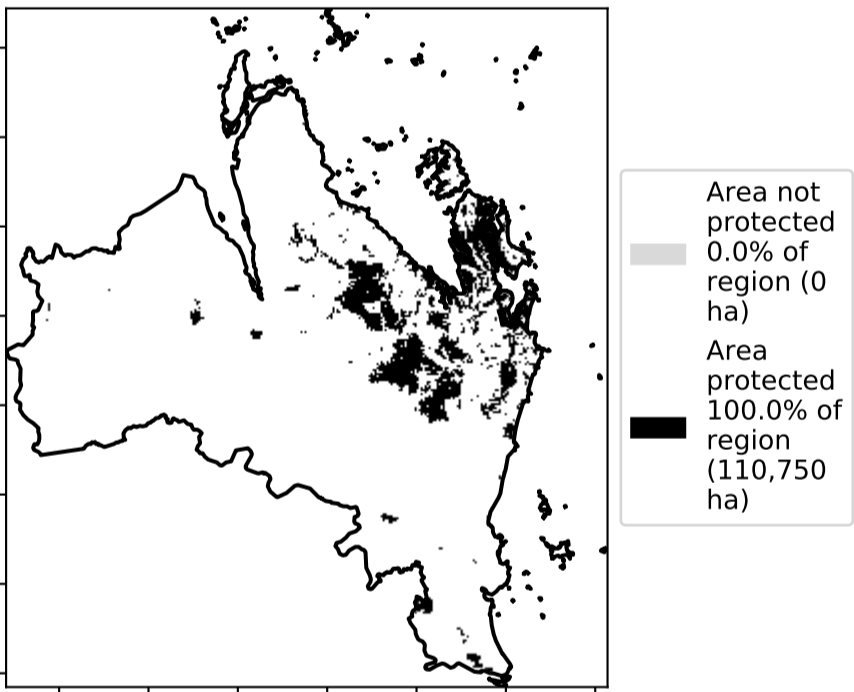 Area not
protected
0.0% of
region (0
ha)
Area
protected
100.0% of
region
(110,750
ha)